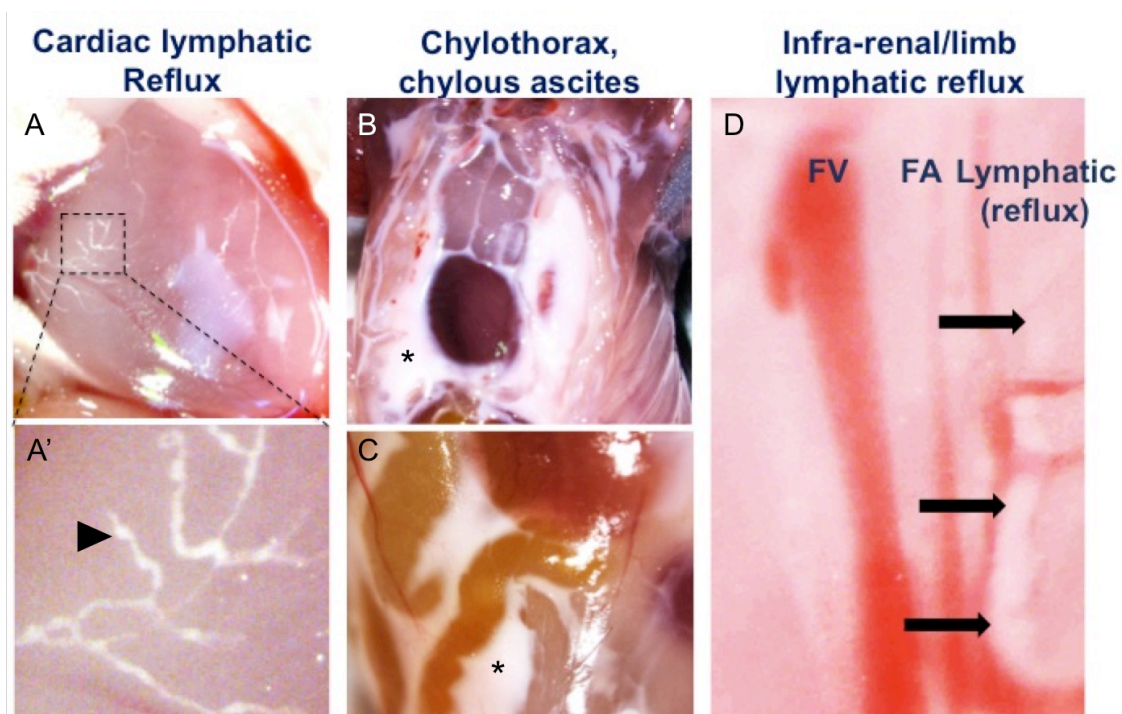 Cardiac lymphatic
Reflux
Chylothorax,
chylous ascites
Infra-renal/limb
lymphatic reflux
A
B
D
FV
FA
Lymphatic
(reflux)
*
A'
C
*